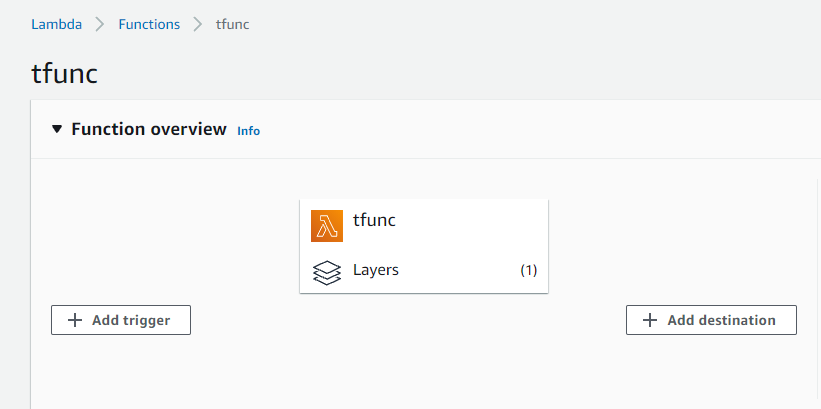 Lambda > Functions > tfunc
tfunc
Function overview Info
tfunc
Layers (1)
+ Add trigger
+ Add destination